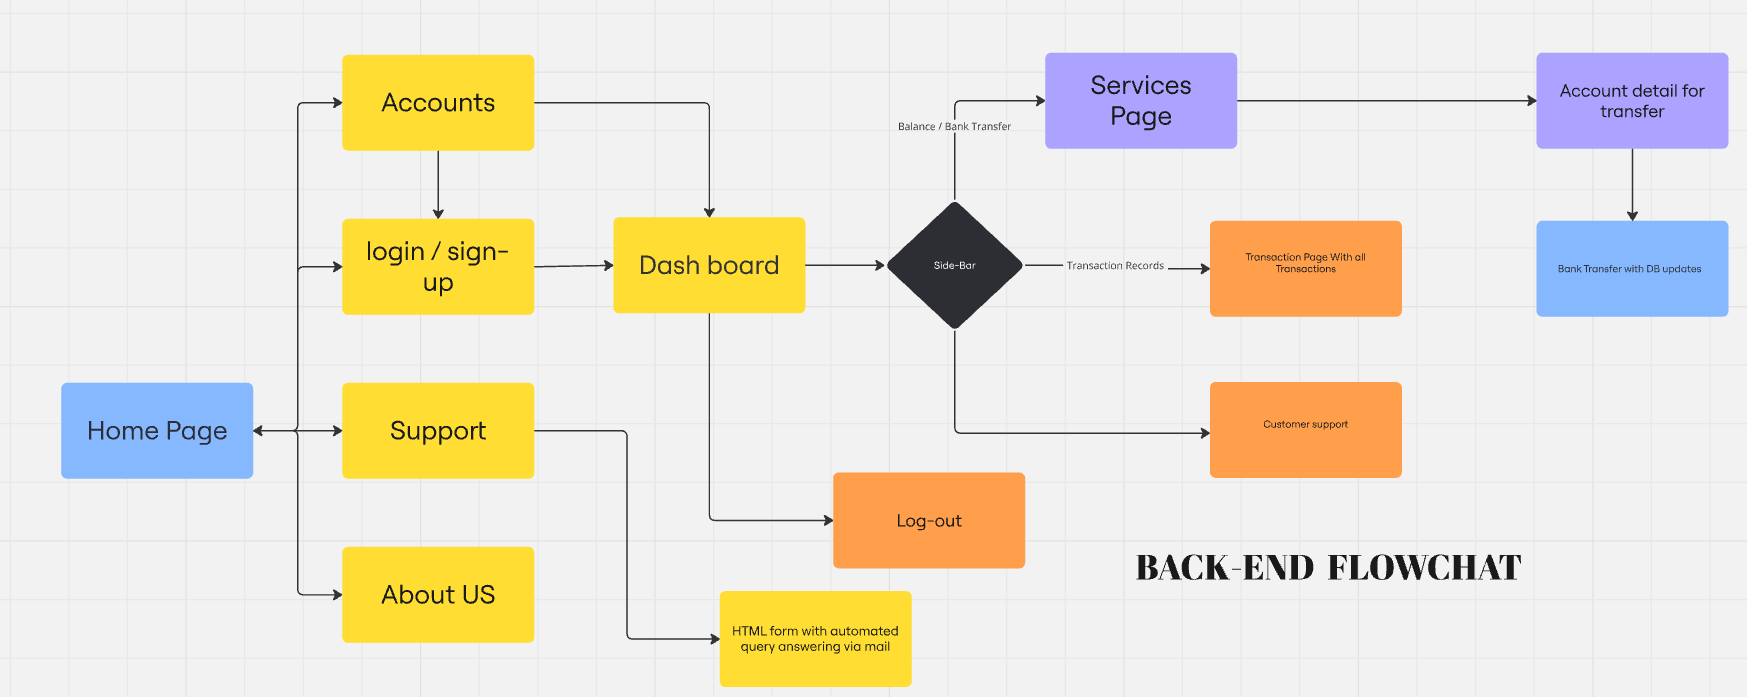 Accounts
Services
Page
Account detail for
transfer
Balance / Bank Transfer
login / sign-
up
Dash board
Side-Bar
Transaction Records
Transaction Page With all
Transactions
Bank Transfer with DB updates
Home Page
Support
Customer support
Log-out
BACK-END FLOWCHAT
About US
HTML form with automated
query answering via mail